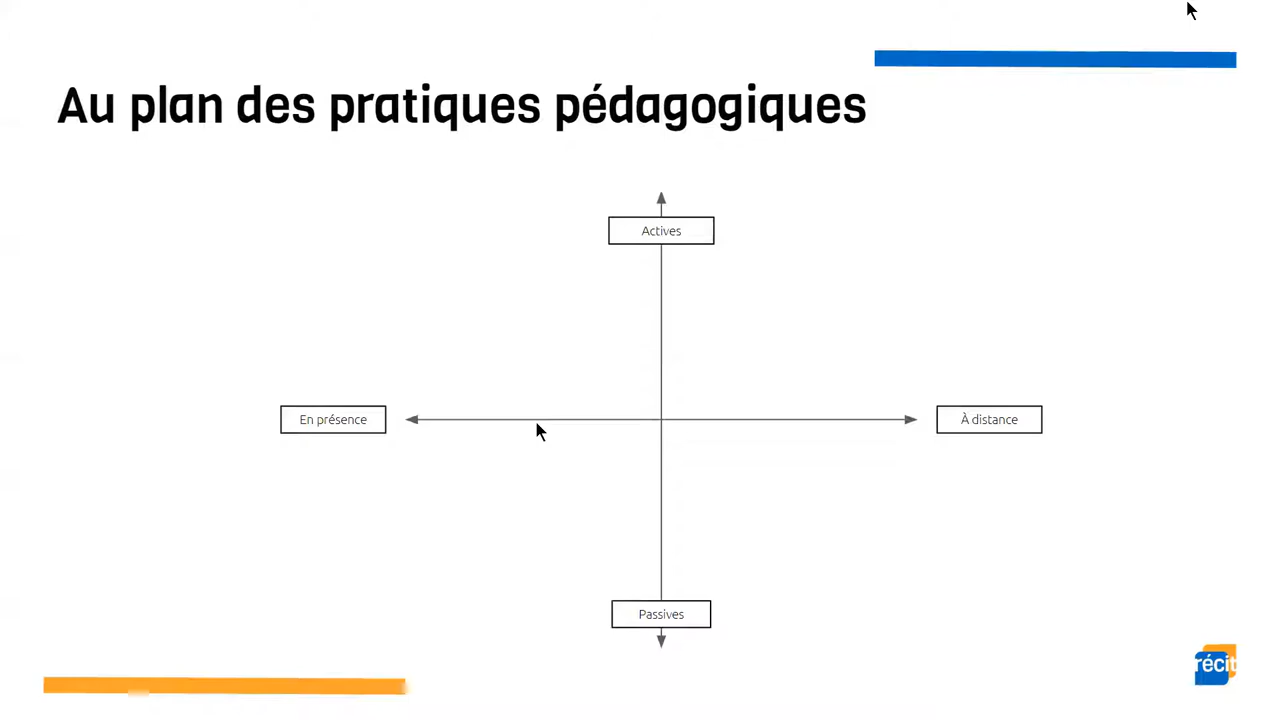 Au plan des pratiques pédagogiques
Actives
En présence
À distance
Passives
récit